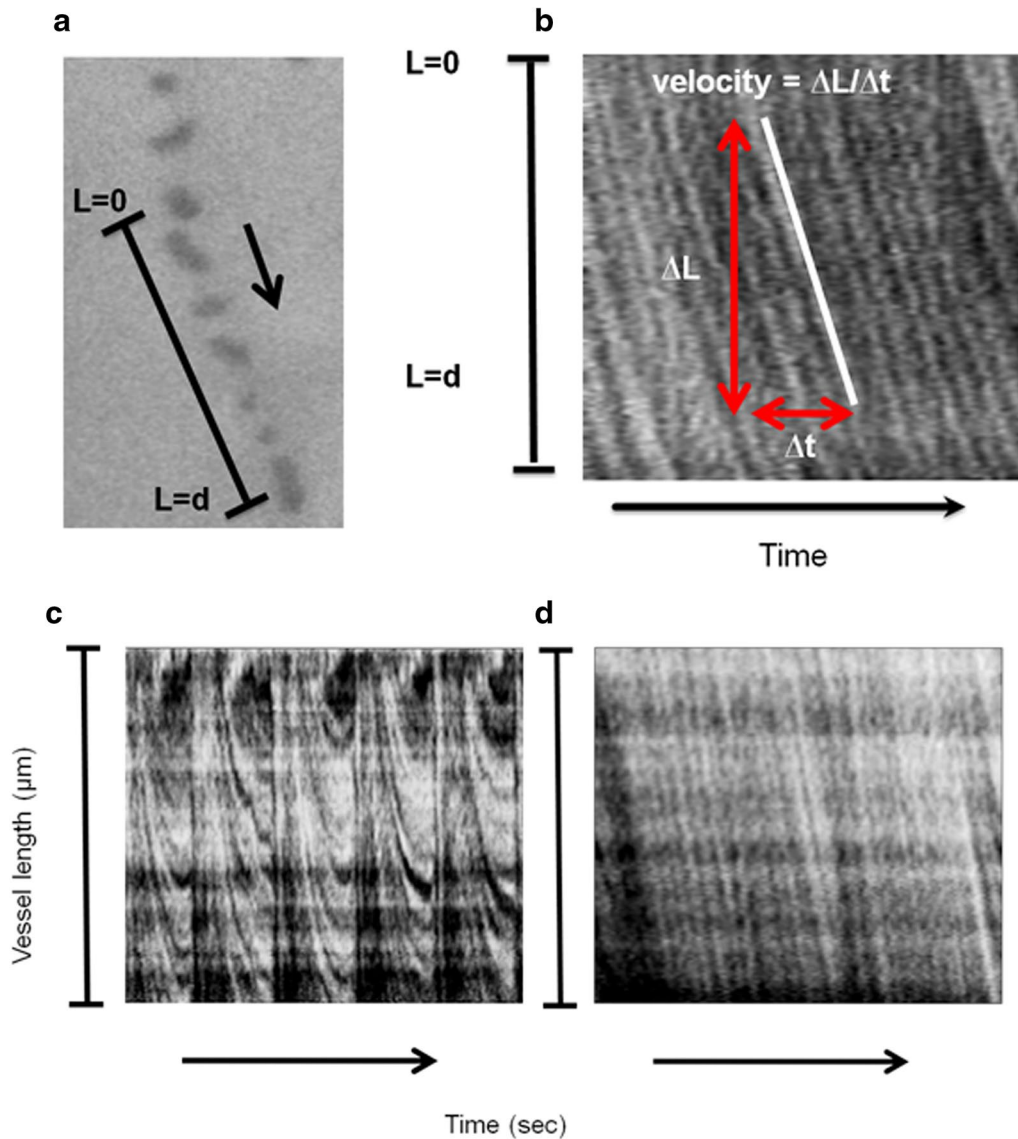 a
L=0
L=d
b
L=0
L=d
velocity = ΔL/Δt
ΔL
Δt
Time
c
d
Vessel length (μm)
Time (sec)